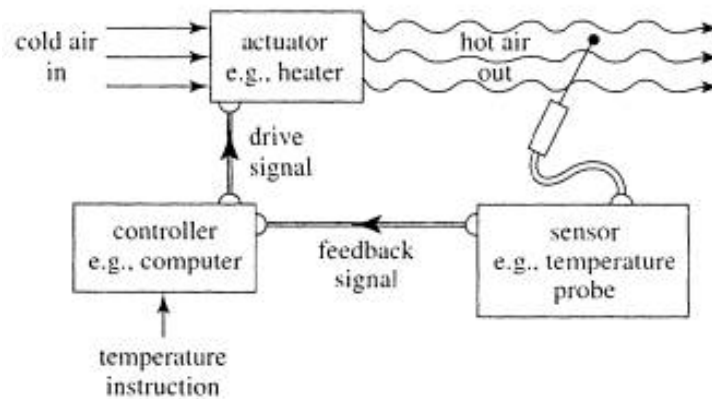 cold air
in
actuator
e.g., heater
hot air
out
drive
signal
controller
e.g., computer
feedback
signal
sensor
e.g., temperature
probe
temperature
instruction